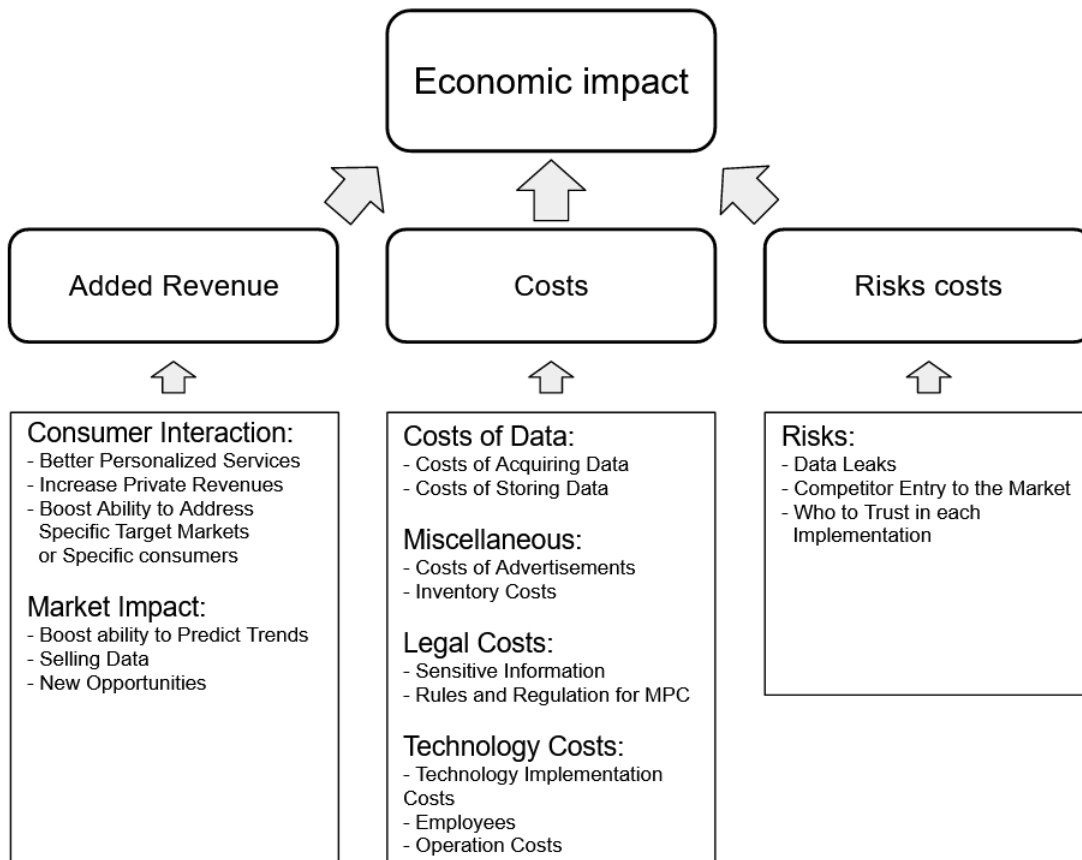 Economic impact
Added Revenue
Costs
Risks costs
Consumer Interaction:
- Better Personalized Services
- Increase Private Revenues
- Boost Ability to Address
Specific Target Markets
or Specific consumers
Market Impact:
- Boost ability to Predict Trends
- Selling Data
- New Opportunities
Costs of Data:
- Costs of Acquiring Data
- Costs of Storing Data
Miscellaneous:
- Costs of Advertisements
- Inventory Costs
Legal Costs:
- Sensitive Information
- Rules and Regulation for MPC
Technology Costs:
- Technology Implementation
Costs
- Employees
- Operation Costs
Risks:
- Data Leaks
- Competitor Entry to the Market
- Who to Trust in each
Implementation